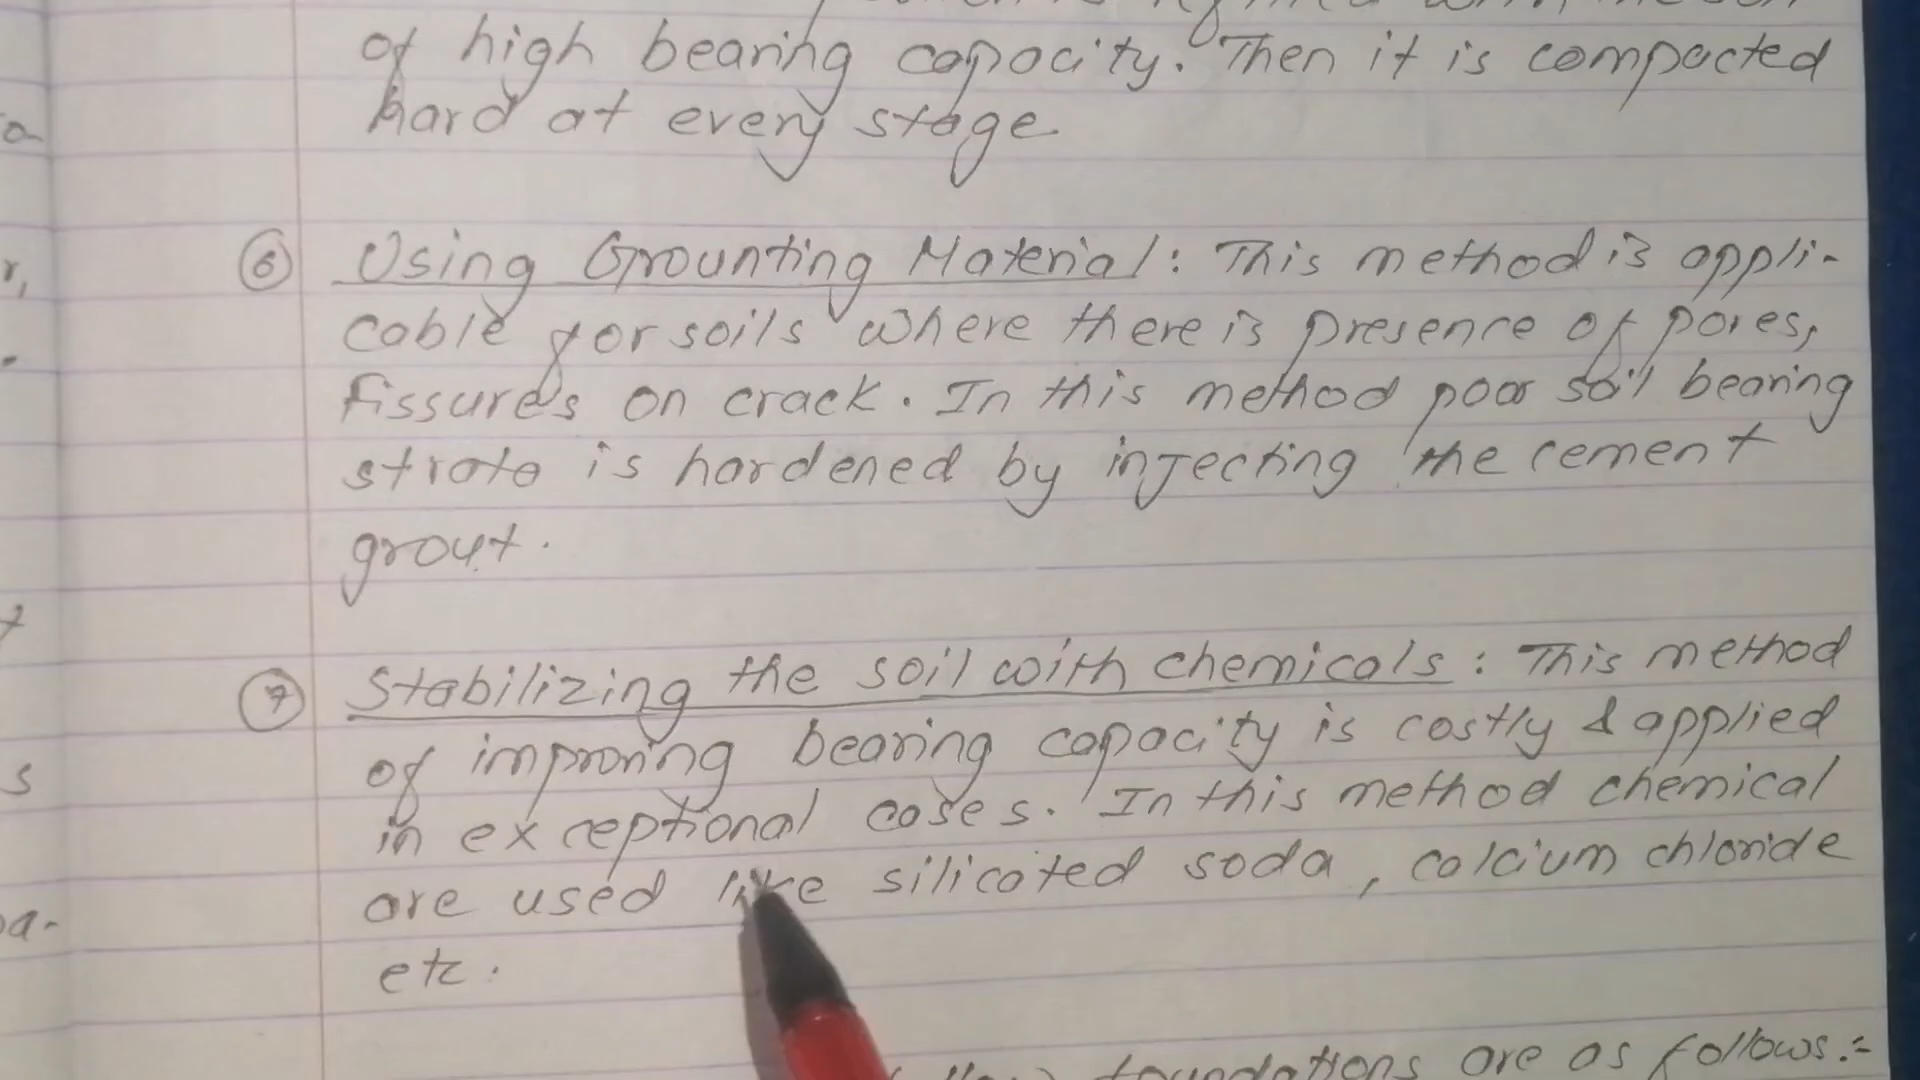 of high bearing capacity. Then it is compacted
hard at every stage
6 Using Grounting Material : This method is appli-
cable for soils where there is presence of pores,
fissures on crack. In this method poor soil bearing
strata is hardened by injecting the cement
grout.
7 Stabilizing the soil with chemicals : This method
of improving bearing capacity is costly & applied
in exceptional cases. In this method chemical
are used like silicated soda, calcium chloride
etc.
foundations are as follows :-